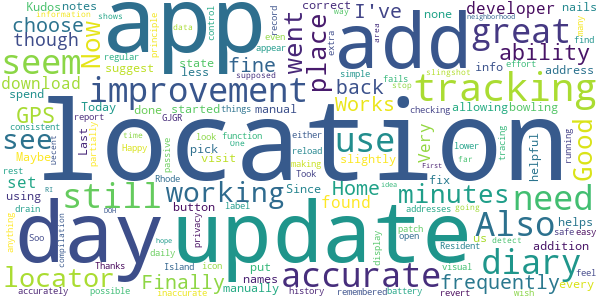 information
Kudos
notes
shows
even
choose
principle
though
Now
regular
suggest
download
spend
app
data
extra
control
record
appear
seem
fine
state
less
I've
went
place
add
correct
none
way
area
back
info
developer
nails
great
many
neighborhood
find
effort
ability
simple
fails
stop
slingshots
address
supposed
improvement
tracking
Today
done
started
things
manual
Works
allowing
bowling
checking
GPS
consistent
report
Last
time
partially
GJGR
Happy
passive
look
function
One
visit
pick
either
reload
making
Took
location
use
slightly
Very
tracing
lower
far
helpful
running
First
Good
see
Maybe
rest
set
using
drain
anything
RI
decent
still
working
Rhode
Since
Home
found
minutes
fix
need
addresses
going
day
update
Also
patch
open
helps
us
safe
easy
addition
feel
diary
Resident
detect
visual
every
wish
display
button
privacy
label
names
manually
put
history
remembered
battery
idea
revert
accurate
frequently
locator
Finally
Soo
compilation
DOH
hope
daily
Island
icon
Thanks
possible
accurately
inaccurate